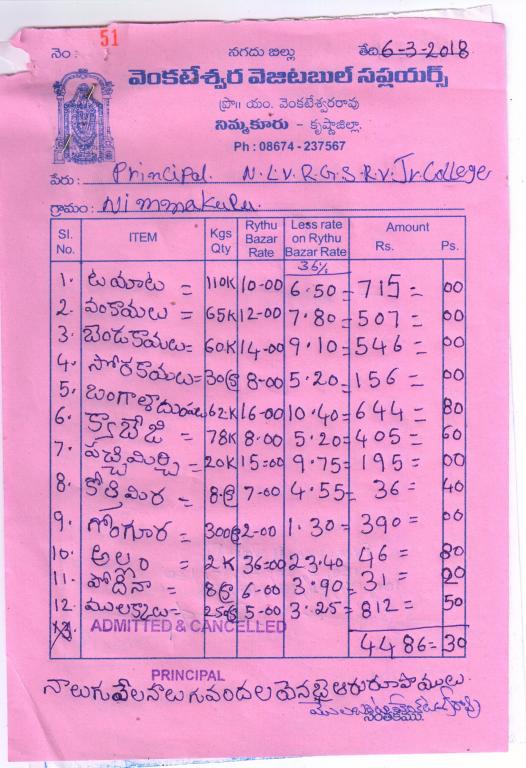 51
నెం :
నగదు బిల్లు
తేది 6-3-2018
వెంకటేశ్వర వెజిటబుల్ సప్లయర్స్
ప్రొ|| యం. వెంకటేశ్వరరావు
నిమ్మకూరు - కృష్ణాజిల్లా.
Ph : 08674 - 237567
పేరు : Principal. N.L.V.R.G.S.R.V. Jr. College
గ్రామం : Nimmakuru.
Sl. No. ITEM Kgs Qty Rythu Bazar Rate Less rate on Rythu Bazar Rate Amount Rs. Ps.
35%
1. టమాట = 110K 10-00 6.50 = 715 = 00
2. వంకాయలు = 65K 12-00 7.80 = 507 = 00
3. బెండకాయలు = 60K 14-00 9.10 = 546 = 00
4. సోరకాయలు = 30 8-00 5.20 = 156 = 00
5. బంగాళాదుంపలు 62K 16-00 10.40 = 644 = 80
6. క్యాబేజి = 78K 8-00 5.20 = 405 = 60
7. పచ్చిమిర్చి = 20K 15=00 9.75 = 195 = 00
8. కొత్తిమిర = 8 7-00 4.55 = 36 = 40
9. గోంగూర = 300 2-00 1.30 = 390 = 00
10. అల్లం = 2K 36-00 23.40 46 = 80
11. పోదీనా = 8 6-00 3.90 = 31 = 20
12. ములక్కాలు = 250 5-00 3.25 = 812 = 50
ADMITTED & CANCELLED
4486 = 30
PRINCIPAL
నాలుగువేలనాలుగువందల ఎనభైఆరురూపాయలు.
సంతకము.